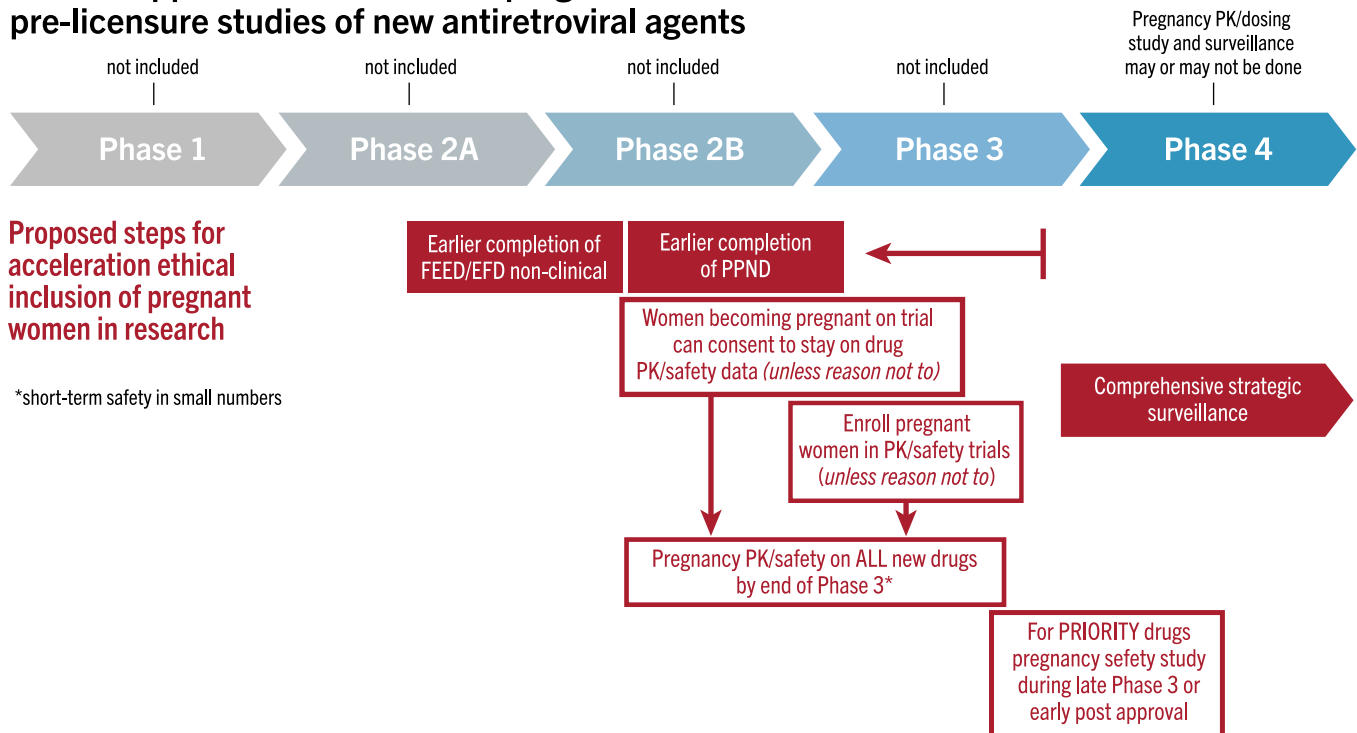 pre-licensure studies of new antiretroviral agents
not included
not included
not included
not included
Pregnancy PK/dosing
study and surveillance
may or may not be done
Phase 1
Phase 2A
Phase 2B
Phase 3
Phase 4
Proposed steps for
acceleration ethical
inclusion of pregnant
women in research
*short-term safety in small numbers
Earlier completion of
FEED/EFD non-clinical
Earlier completion
of PPND
Women becoming pregnant on trial
can consent to stay on drug
PK/safety data (unless reason not to)
Enroll pregnant
women in PK/safety trials
(unless reason not to)
Comprehensive strategic
surveillance
Pregnancy PK/safety on ALL new drugs
by end of Phase 3*
For PRIORITY drugs
pregnancy sefety study
during late Phase 3 or
early post approval